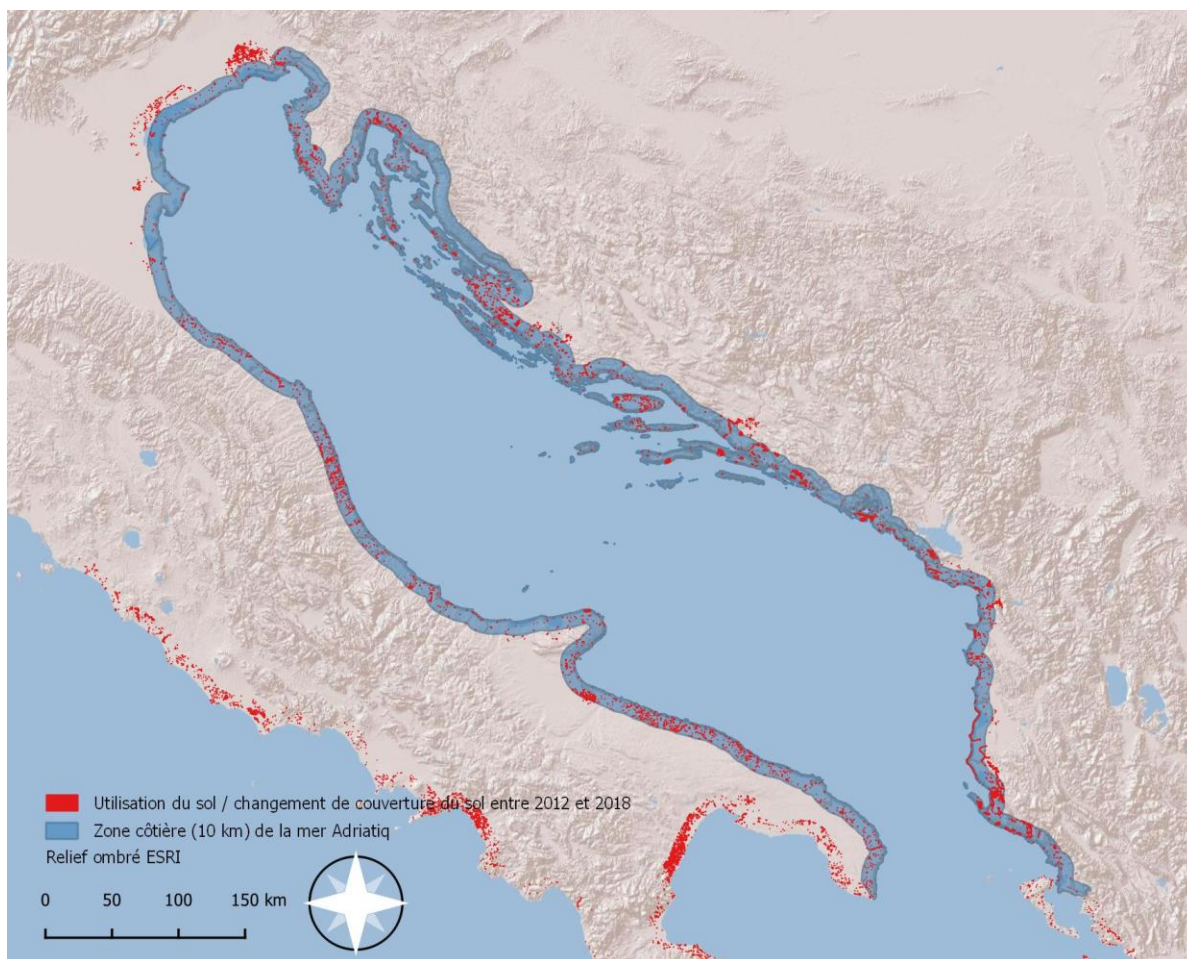 Utilisation du sol / changement de couverture du sol entre 2012 et 2018
Zone côtière (10 km) de la mer Adriatiq
Relief ombré ESRI
0 50 100 150 km